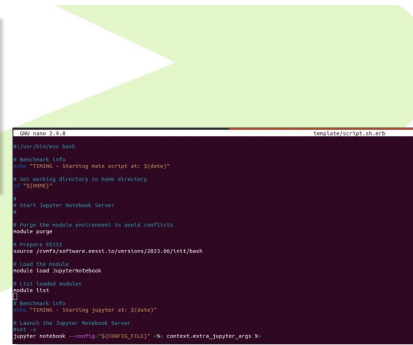 GNU nano 2.9.8 template/script.sh.erb
#!/usr/bin/env bash
# Benchmark info
echo "TIMING - Starting main script at: $(date)"
# Set working directory to home directory
cd "${HOME}"
#
# Start Jupyter Notebook Server
#
# Purge the module environment to avoid conflicts
module purge
# Prepare EESSI
source /cvmfs/software.eessi.io/versions/2023.06/init/bash
# Load the module
module load JupyterNotebook
# List loaded modules
module list
# Benchmark info
echo "TIMING - Starting jupyter at: $(date)"
# Launch the Jupyter Notebook Server
#set -x
jupyter notebook --config="${CONFIG_FILE}" <%= context.extra_jupyter_args %>